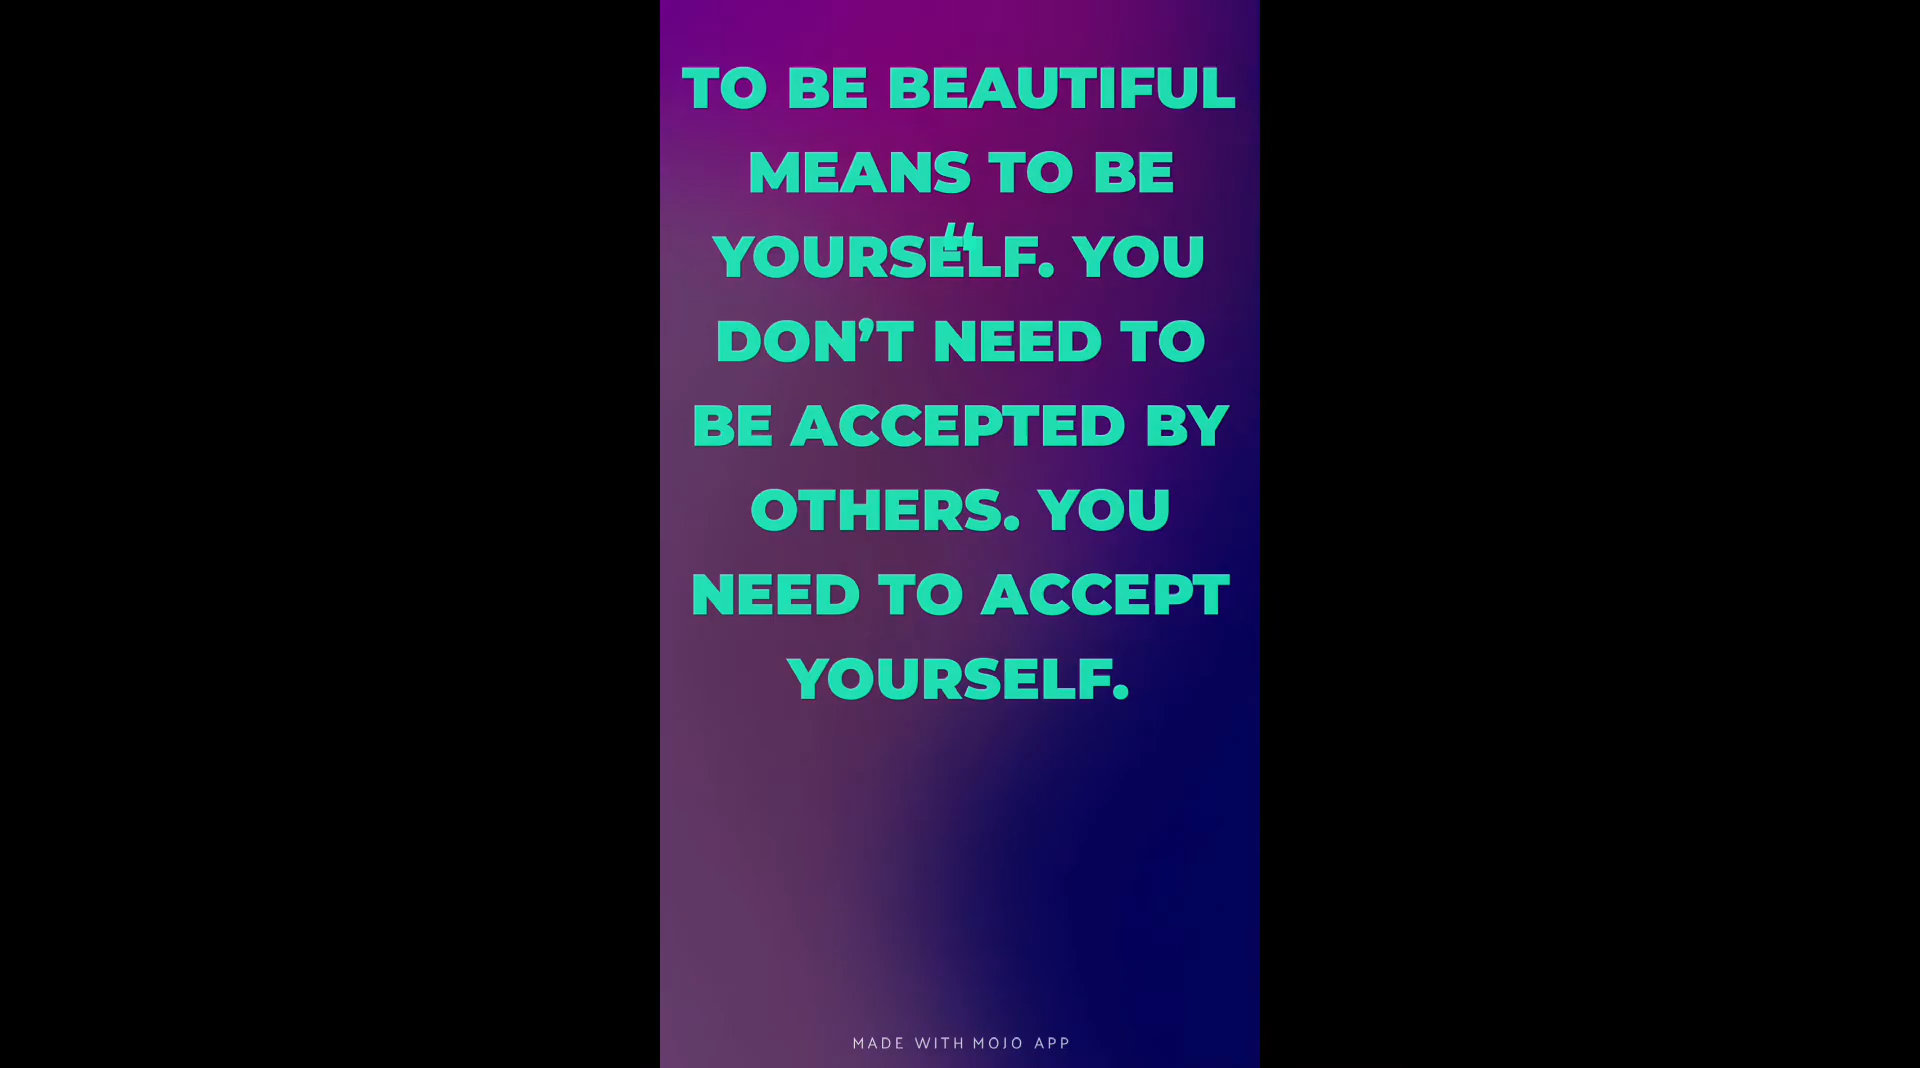 TO BE BEAUTIFUL
MEANS TO BE
“
YOURSELF. YOU
DON’T NEED TO
BE ACCEPTED BY
OTHERS. YOU
NEED TO ACCEPT
YOURSELF.
MADE WITH MOJO APP